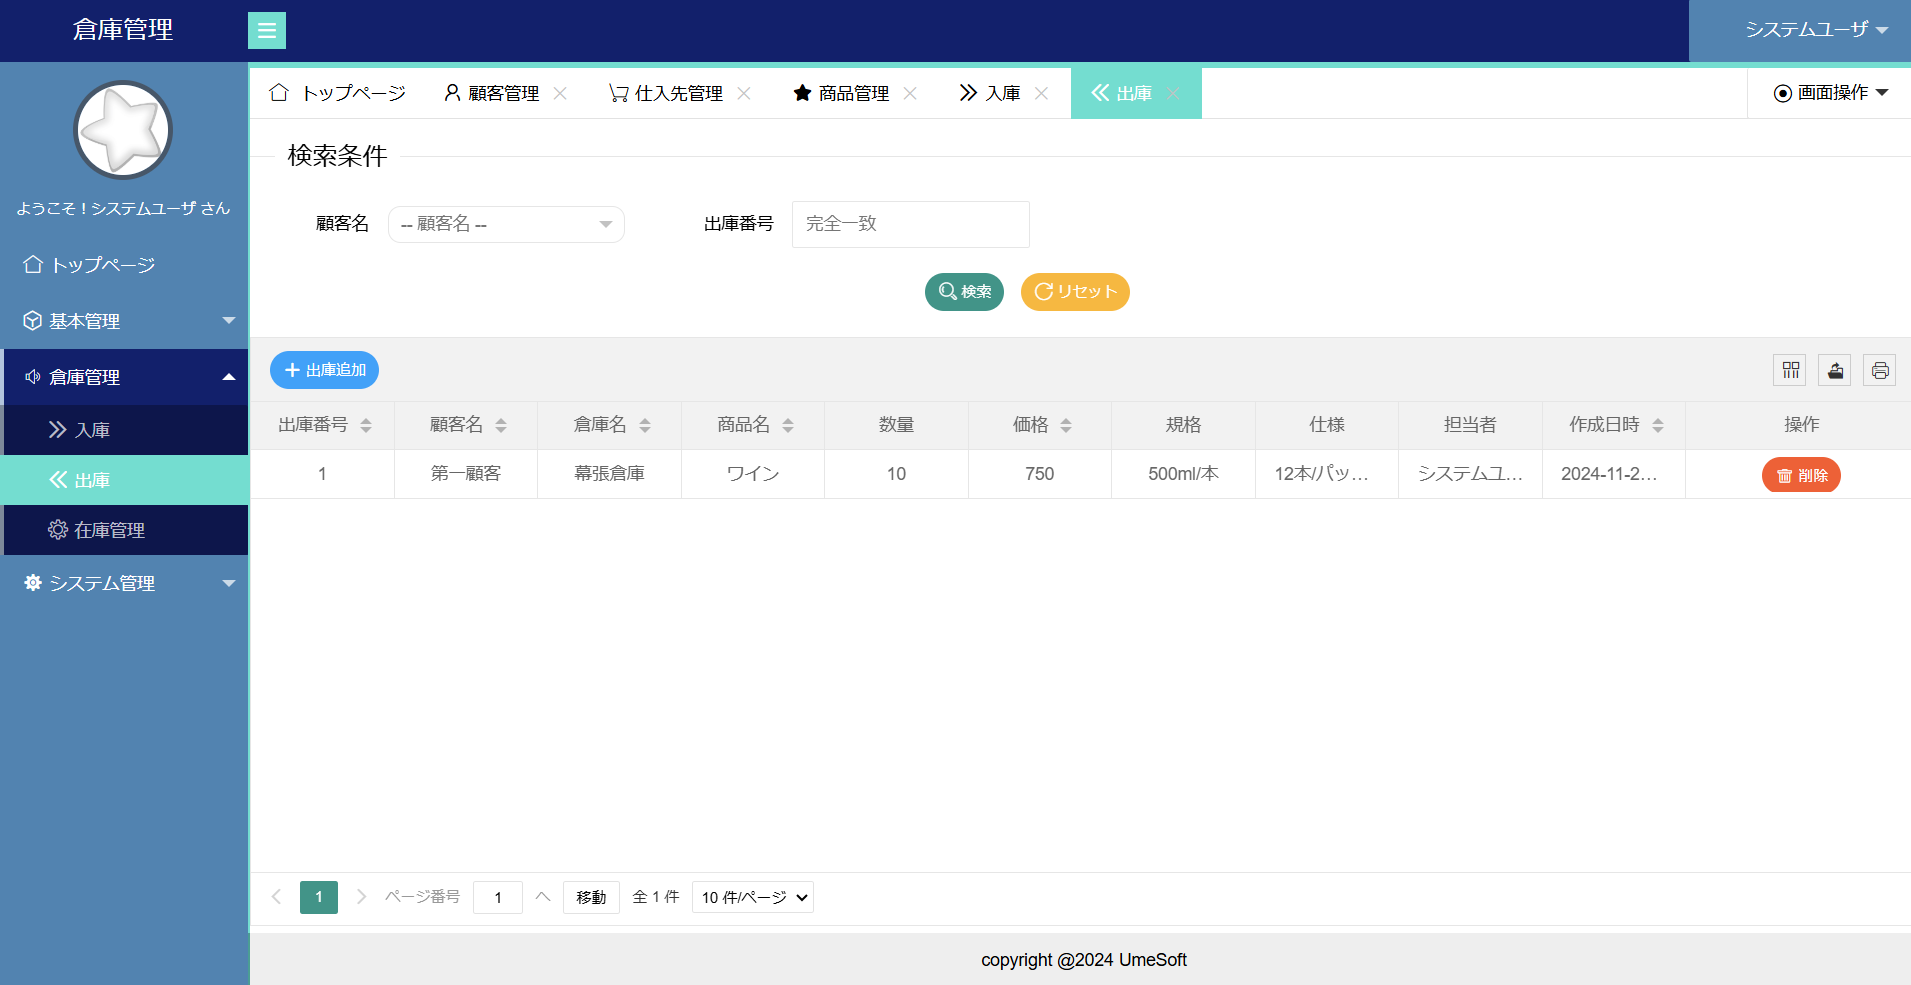 倉庫管理
システムユーザ
トップページ
顧客管理
仕入先管理
商品管理
入庫
出庫
画面操作
ようこそ！システムユーザ さん
トップページ
基本管理
倉庫管理
入庫
出庫
在庫管理
システム管理
検索条件
顧客名 -- 顧客名 -- 出庫番号 完全一致
検索 リセット
出庫追加
出庫番号 顧客名 倉庫名 商品名 数量 価格 規格 仕様 担当者 作成日時 操作
1 第一顧客 幕張倉庫 ワイン 10 750 500ml/本 12本/パッ… システムユ… 2024-11-2… 削除
1 ページ番号 1 へ 移動 全 1 件 10 件/ページ
copyright @2024 UmeSoft